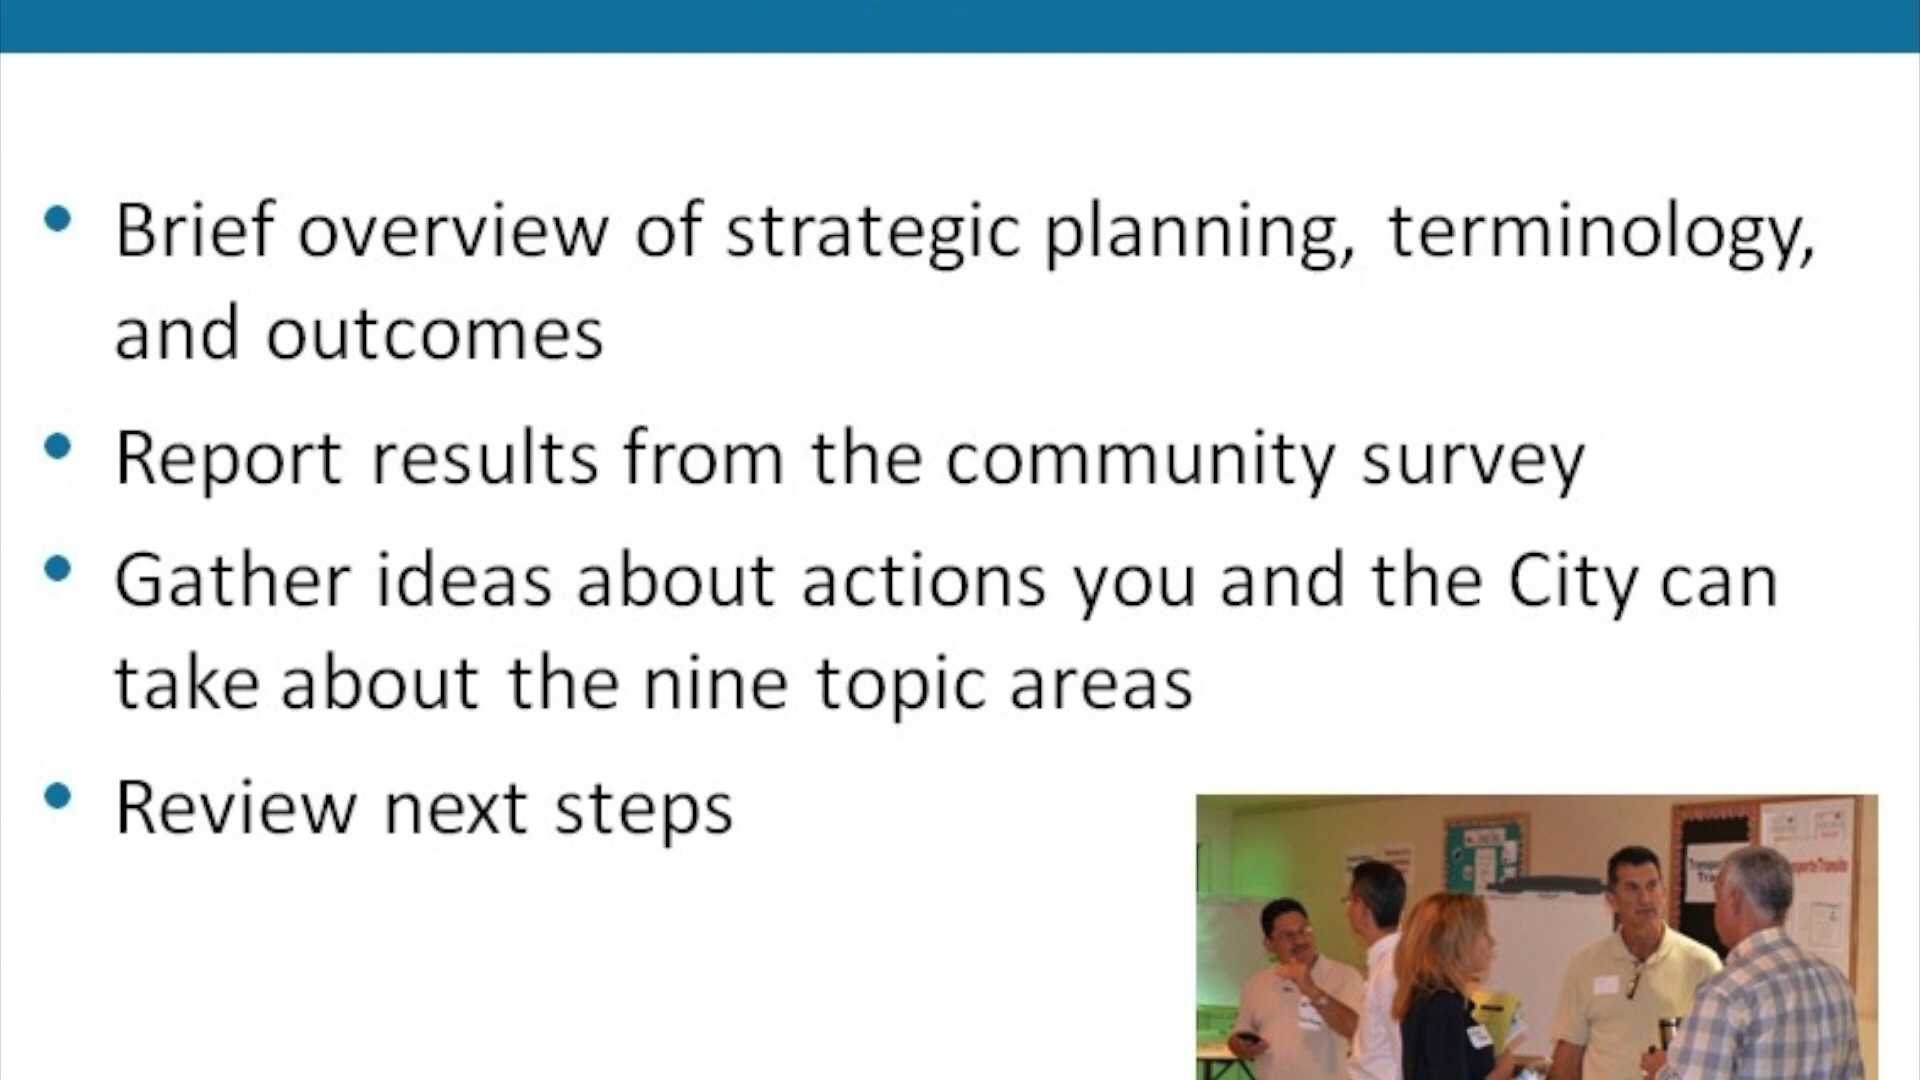 Brief overview of strategic planning, terminology,
and outcomes
Report results from the community survey
Gather ideas about actions you and the City can
take about the nine topic areas
Review next steps